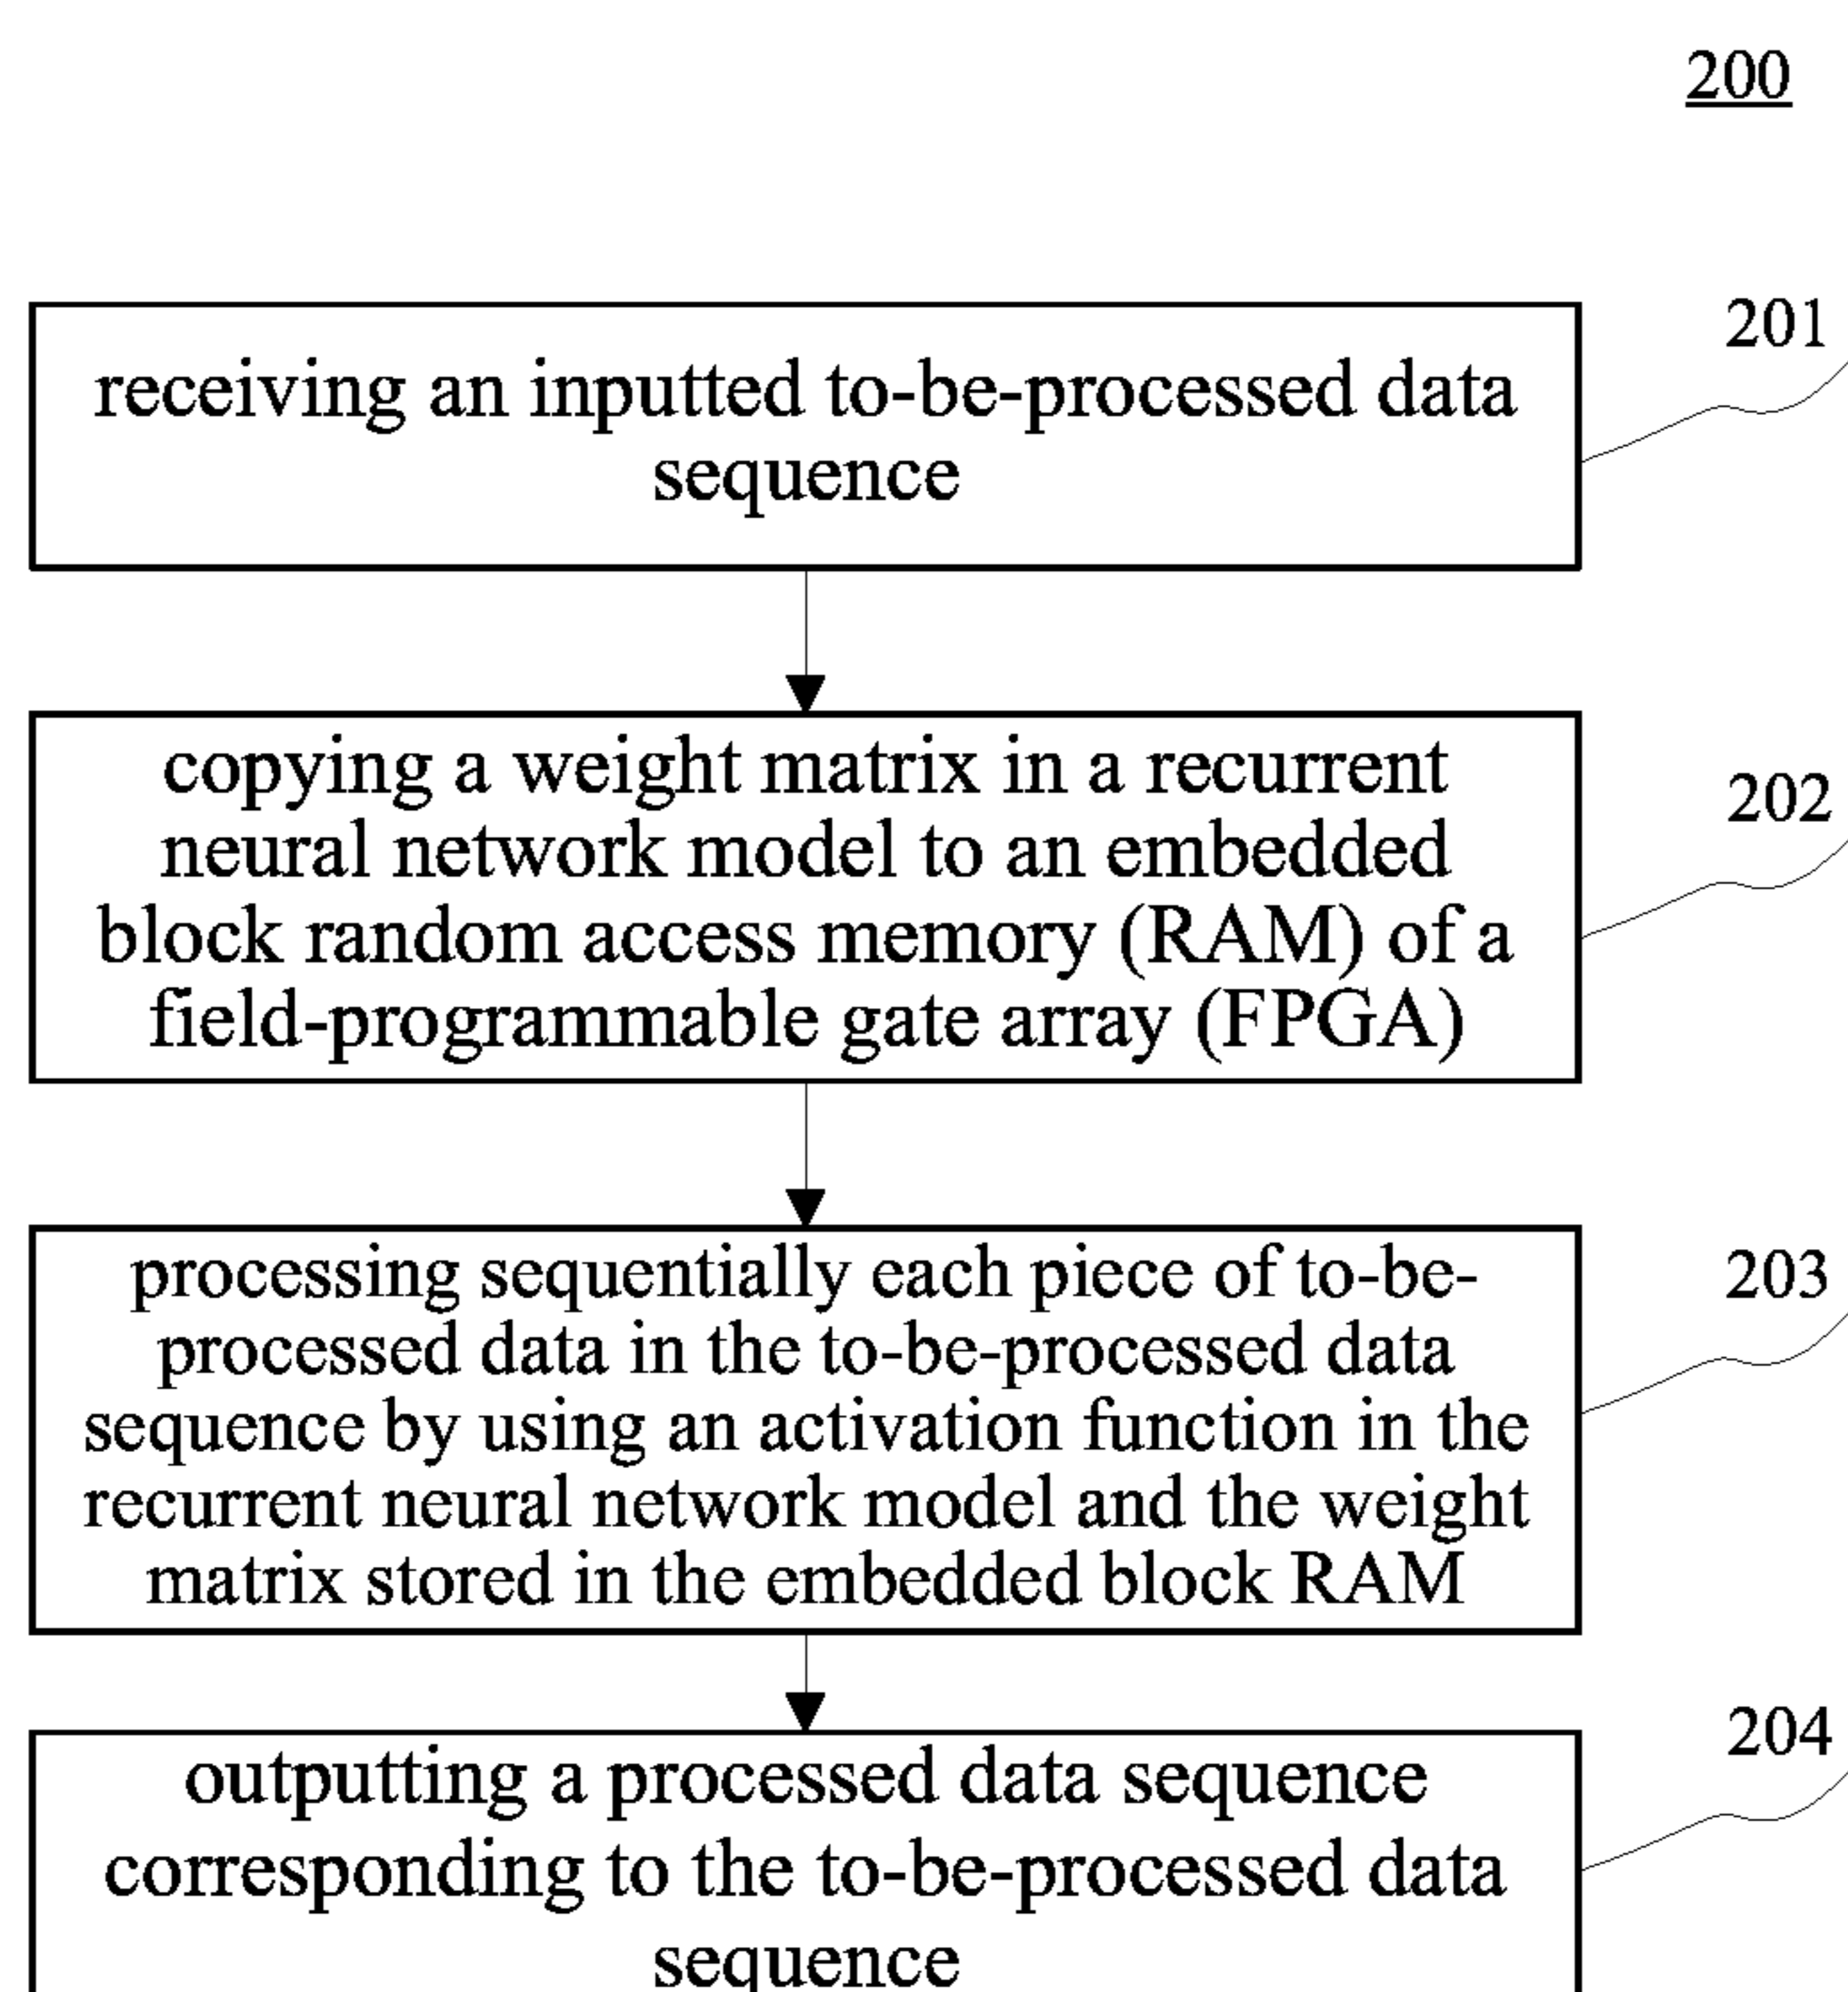 200
201
receiving an inputted to-be-processed data
sequence
202
copying a weight matrix in a recurrent
neural network model to an embedded
block random access memory (RAM) of a
field-programmable gate array (FPGA)
203
processing sequentially each piece of to-be-
processed data in the to-be-processed data
sequence by using an activation function in the
recurrent neural network model and the weight
matrix stored in the embedded block RAM
204
outputting a processed data sequence
corresponding to the to-be-processed data
sequence